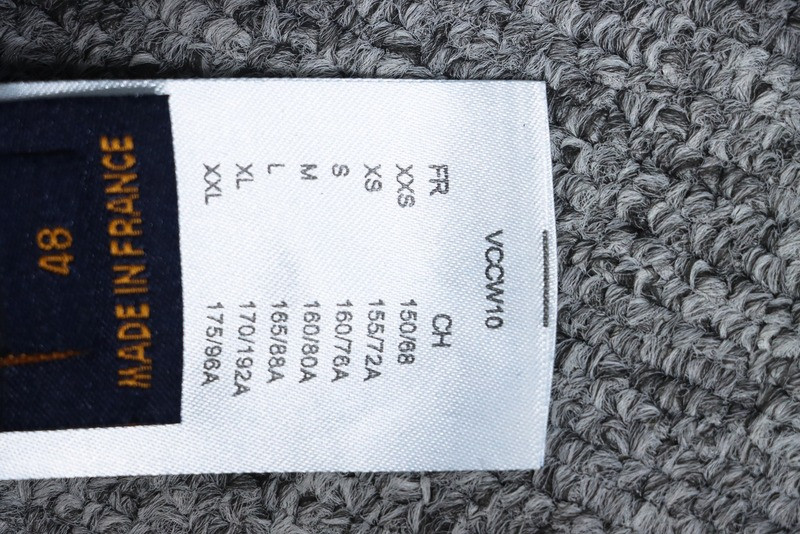 VCCW10
FR CH
XXS 150/68
XS 155/72A
S 160/76A
M 160/80A
L 165/88A
XL 170/192A
XXL 175/96A
MADE IN FRANCE
48